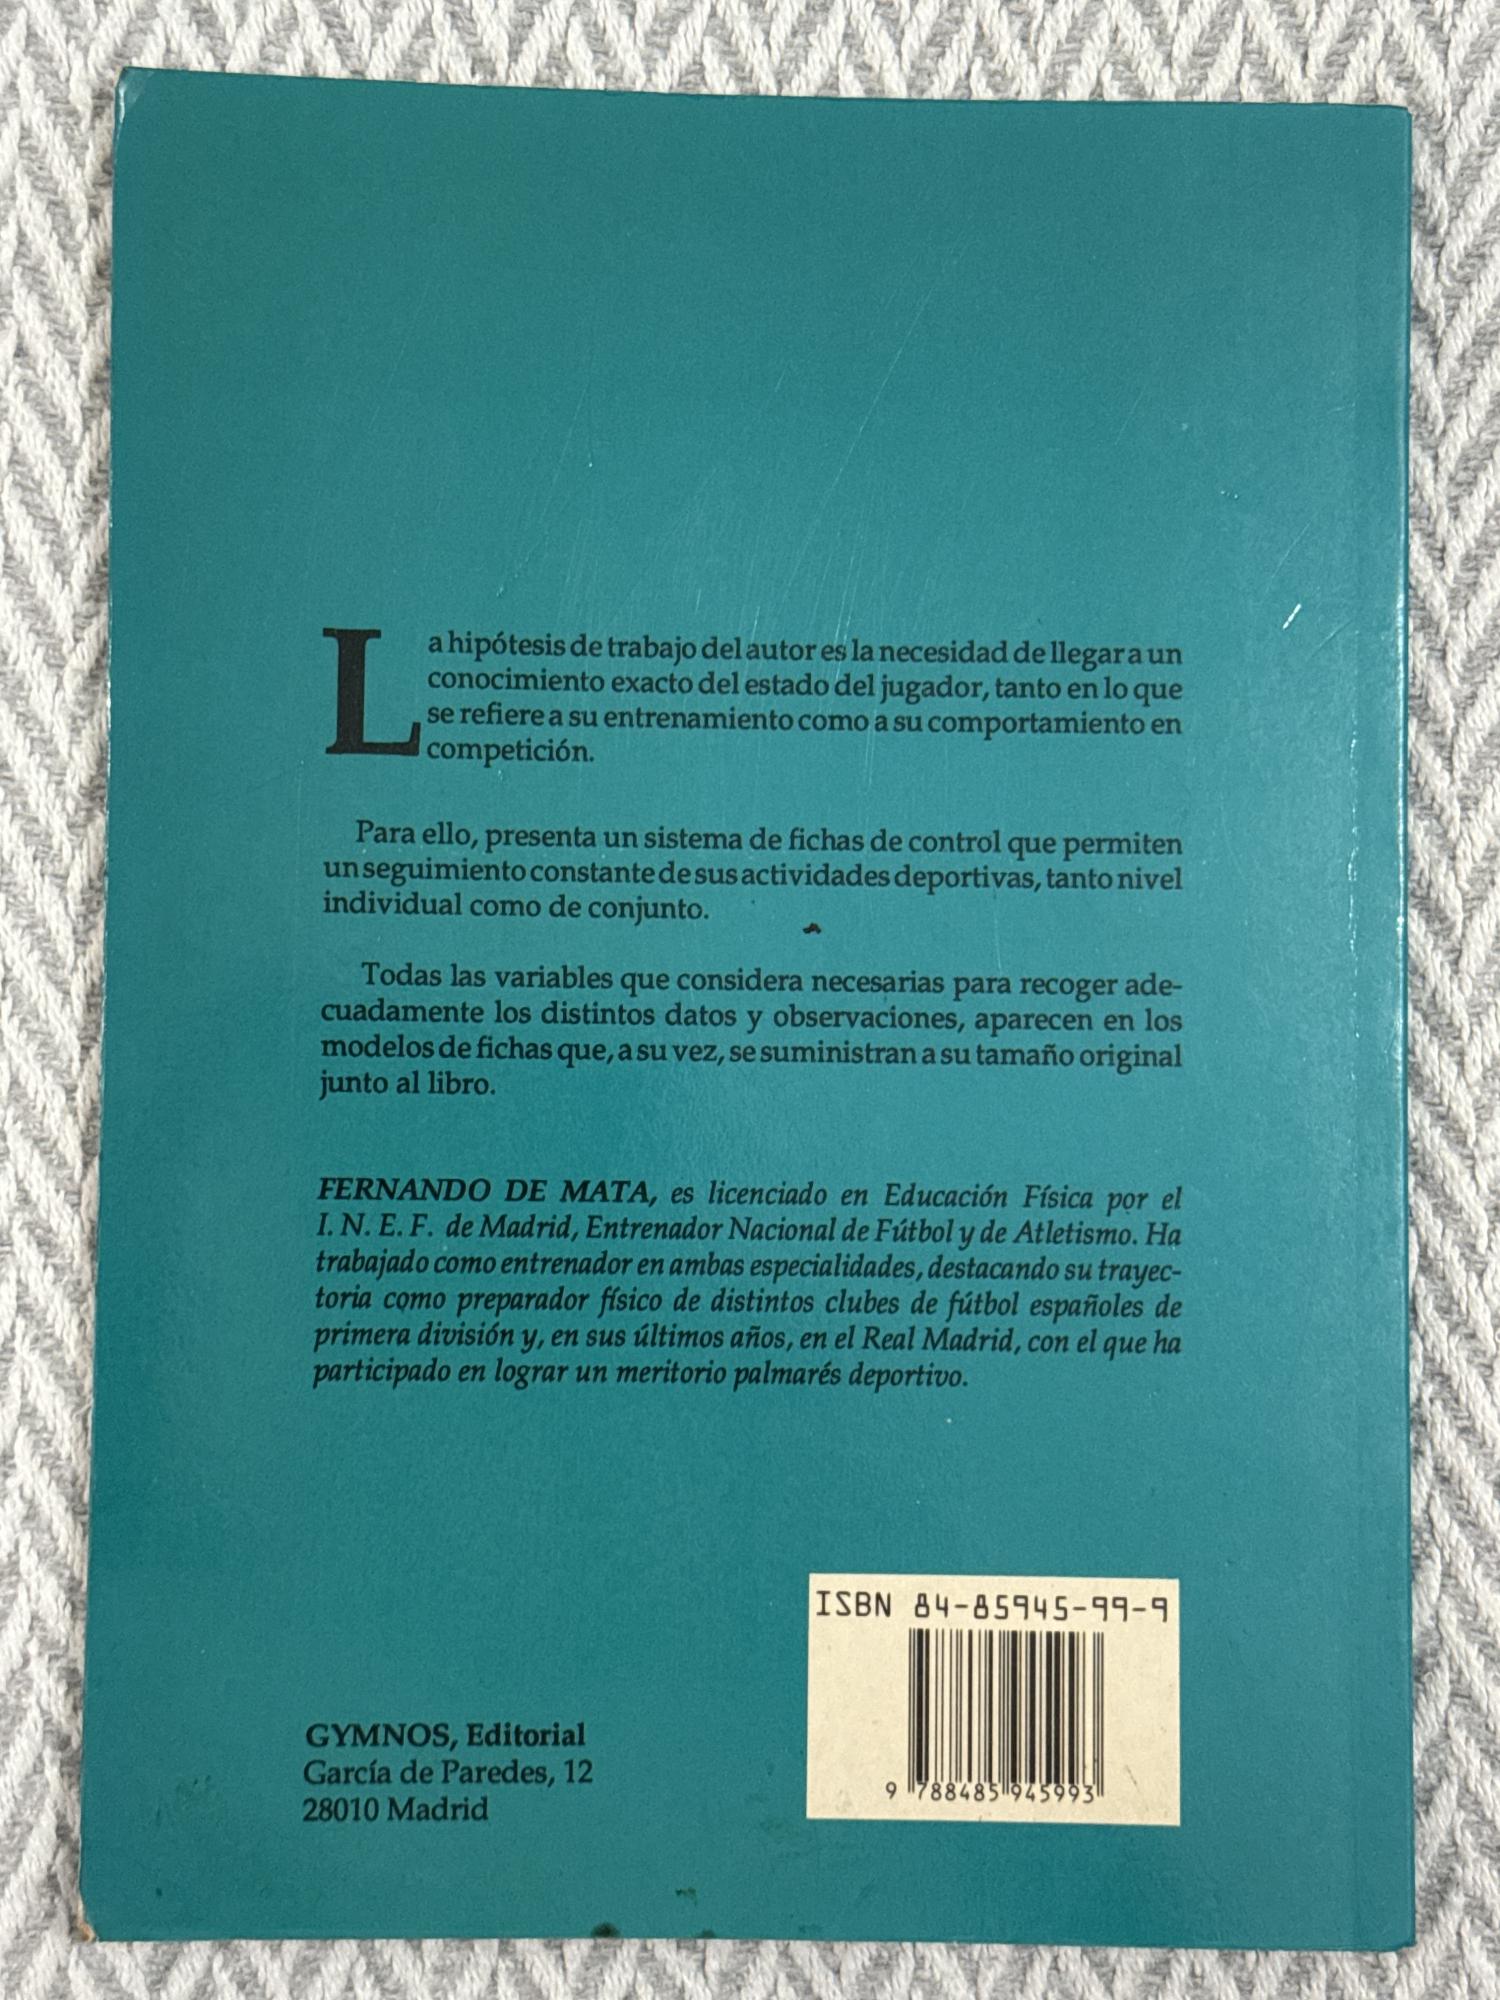 La hipótesis de trabajo del autor es la necesidad de llegar a un
conocimiento exacto del estado del jugador, tanto en lo que
se refiere a su entrenamiento como a su comportamiento en
competición.
Para ello, presenta un sistema de fichas de control que permiten
un seguimiento constante de sus actividades deportivas, tanto nivel
individual como de conjunto.
Todas las variables que considera necesarias para recoger ade-
cuadamente los distintos datos y observaciones, aparecen en los
modelos de fichas que, a su vez, se suministran a su tamaño original
junto al libro.
FERNANDO DE MATA, es licenciado en Educación Física por el
I. N. E. F. de Madrid, Entrenador Nacional de Fútbol y de Atletismo. Ha
trabajado como entrenador en ambas especialidades, destacando su trayec-
toria como preparador físico de distintos clubes de fútbol españoles de
primera división y, en sus últimos años, en el Real Madrid, con el que ha
participado en lograr un meritorio palmarés deportivo.
GYMNOS, Editorial
García de Paredes, 12
28010 Madrid
ISBN 84-85945-99-9
9 788485 945993